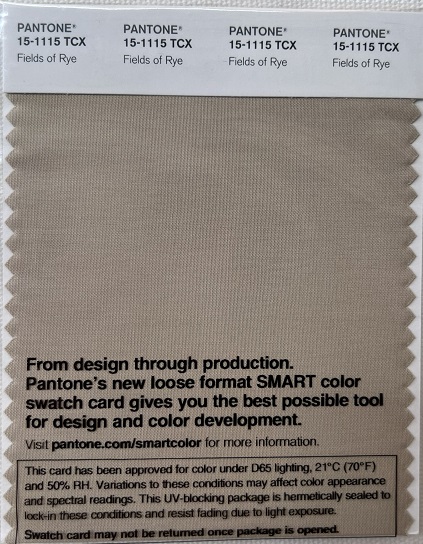 PANTONE® PANTONE® PANTONE® PANTONE®
15-1115 TCX 15-1115 TCX 15-1115 TCX 15-1115 TCX
Fields of Rye Fields of Rye Fields of Rye Fields of Rye
From design through production.
Pantone's new loose format SMART color
swatch card gives you the best possible tool
for design and color development.
Visit pantone.com/smartcolor for more information.
This card has been approved for color under D65 lighting, 21°C (70°F)
and 50% RH. Variations to these conditions may affect color appearance
and spectral readings. This UV-blocking package is hermetically sealed to
lock-in these conditions and resist fading due to light exposure.
Swatch card may not be returned once package is opened.